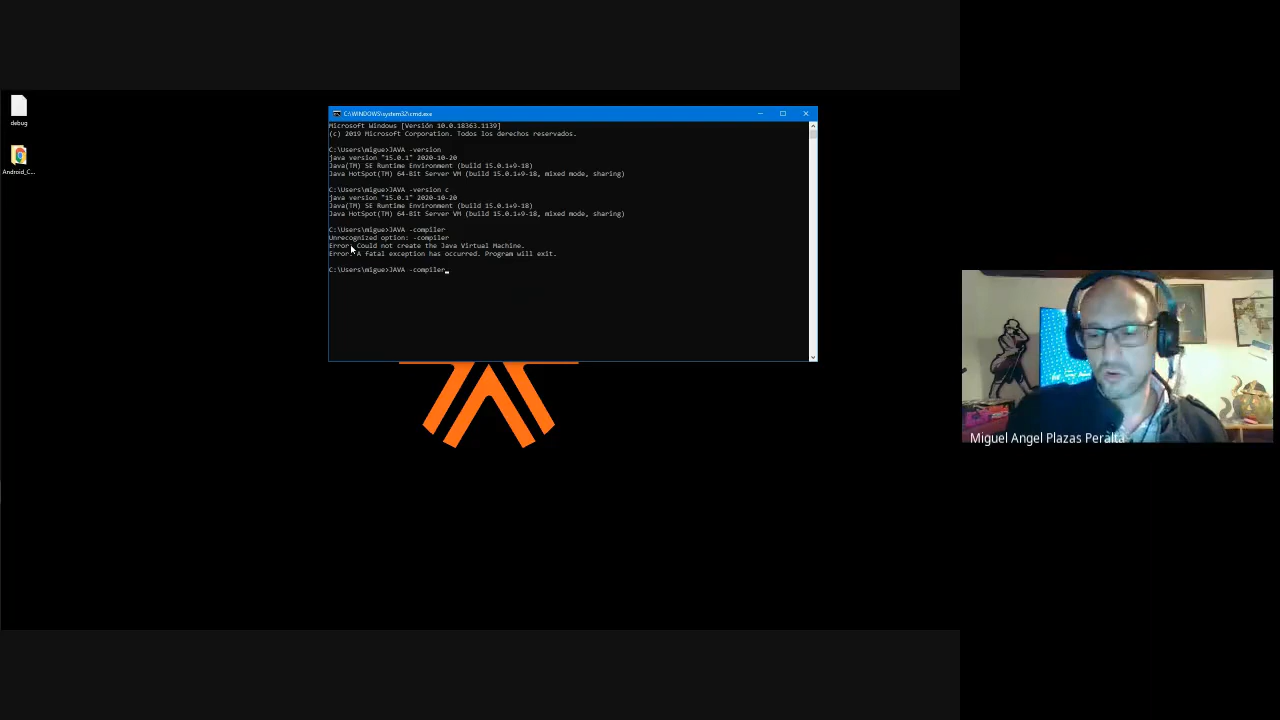 debug
Android_C...
C:\WINDOWS\system32\cmd.exe
Microsoft Windows [Versión 10.0.18363.1139]
(c) 2019 Microsoft Corporation. Todos los derechos reservados.
C:\Users\migue>JAVA -version
java version "15.0.1" 2020-10-20
Java(TM) SE Runtime Environment (build 15.0.1+9-18)
Java HotSpot(TM) 64-Bit Server VM (build 15.0.1+9-18, mixed mode, sharing)
C:\Users\migue>JAVA -version c
java version "15.0.1" 2020-10-20
Java(TM) SE Runtime Environment (build 15.0.1+9-18)
Java HotSpot(TM) 64-Bit Server VM (build 15.0.1+9-18, mixed mode, sharing)
C:\Users\migue>JAVA -compiler
Unrecognized option: -compiler
Error: Could not create the Java Virtual Machine.
Error: A fatal exception has occurred. Program will exit.
C:\Users\migue>JAVA -compiler
Miguel Angel Plazas Peralta